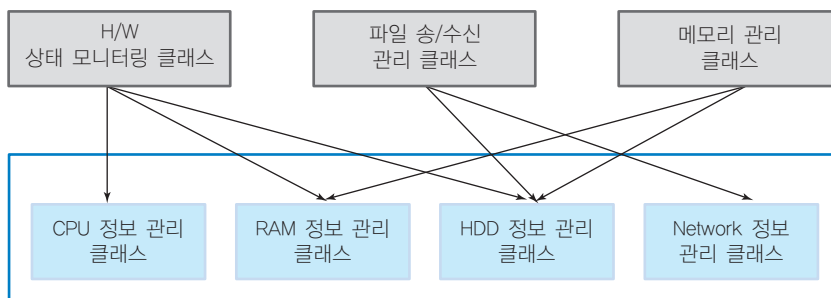 H/W
상태 모니터링 클래스
파일 송/수신
관리 클래스
메모리 관리
클래스
CPU 정보 관리
클래스
RAM 정보 관리
클래스
HDD 정보 관리
클래스
Network 정보
관리 클래스